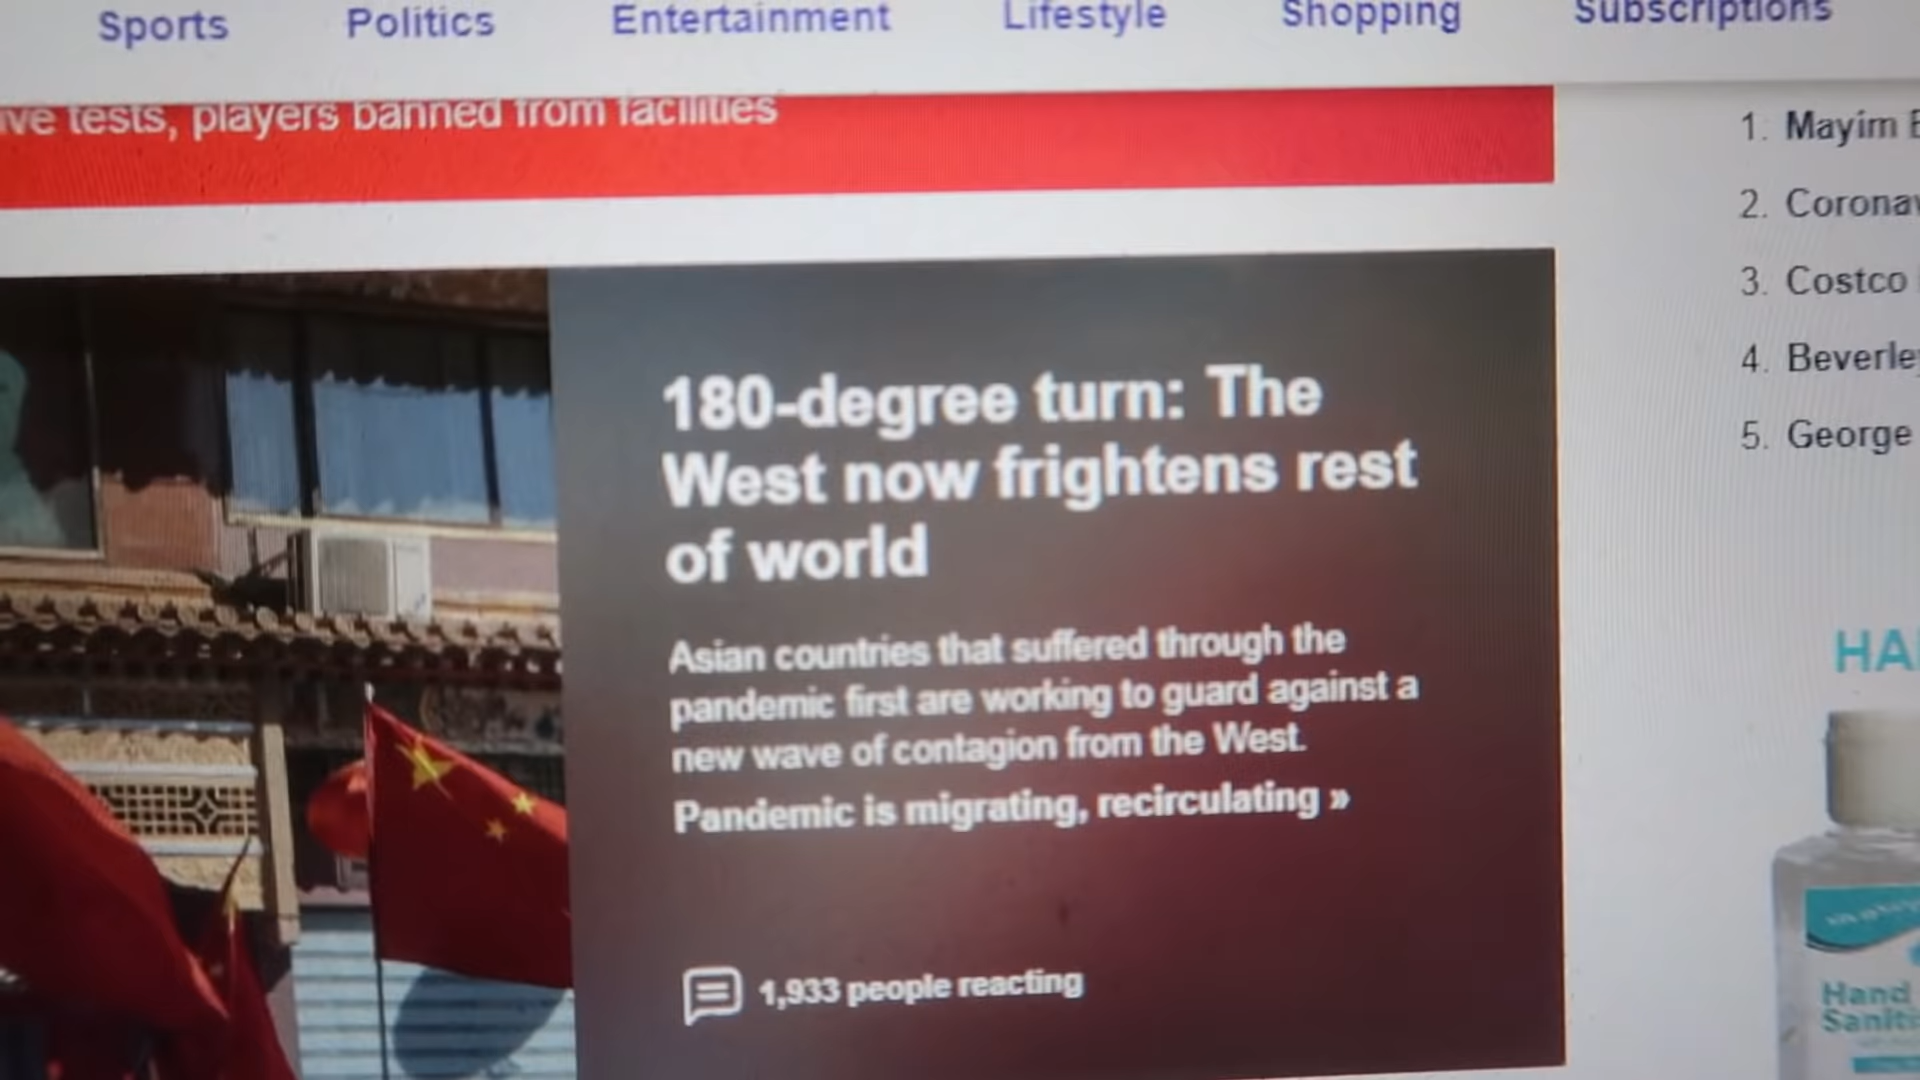 Sports Politics Entertainment Lifestyle Shopping Subscriptions
tests, players banned from facilities
1. Mayim
2.
3. Costco
4.
5. George
180-degree turn: The
West now frightens rest
of world
Asian countries that suffered through the
pandemic first are working to guard against a
new wave of contagion from the West.
Pandemic is migrating, recirculating »
1,933 people reacting
Hand